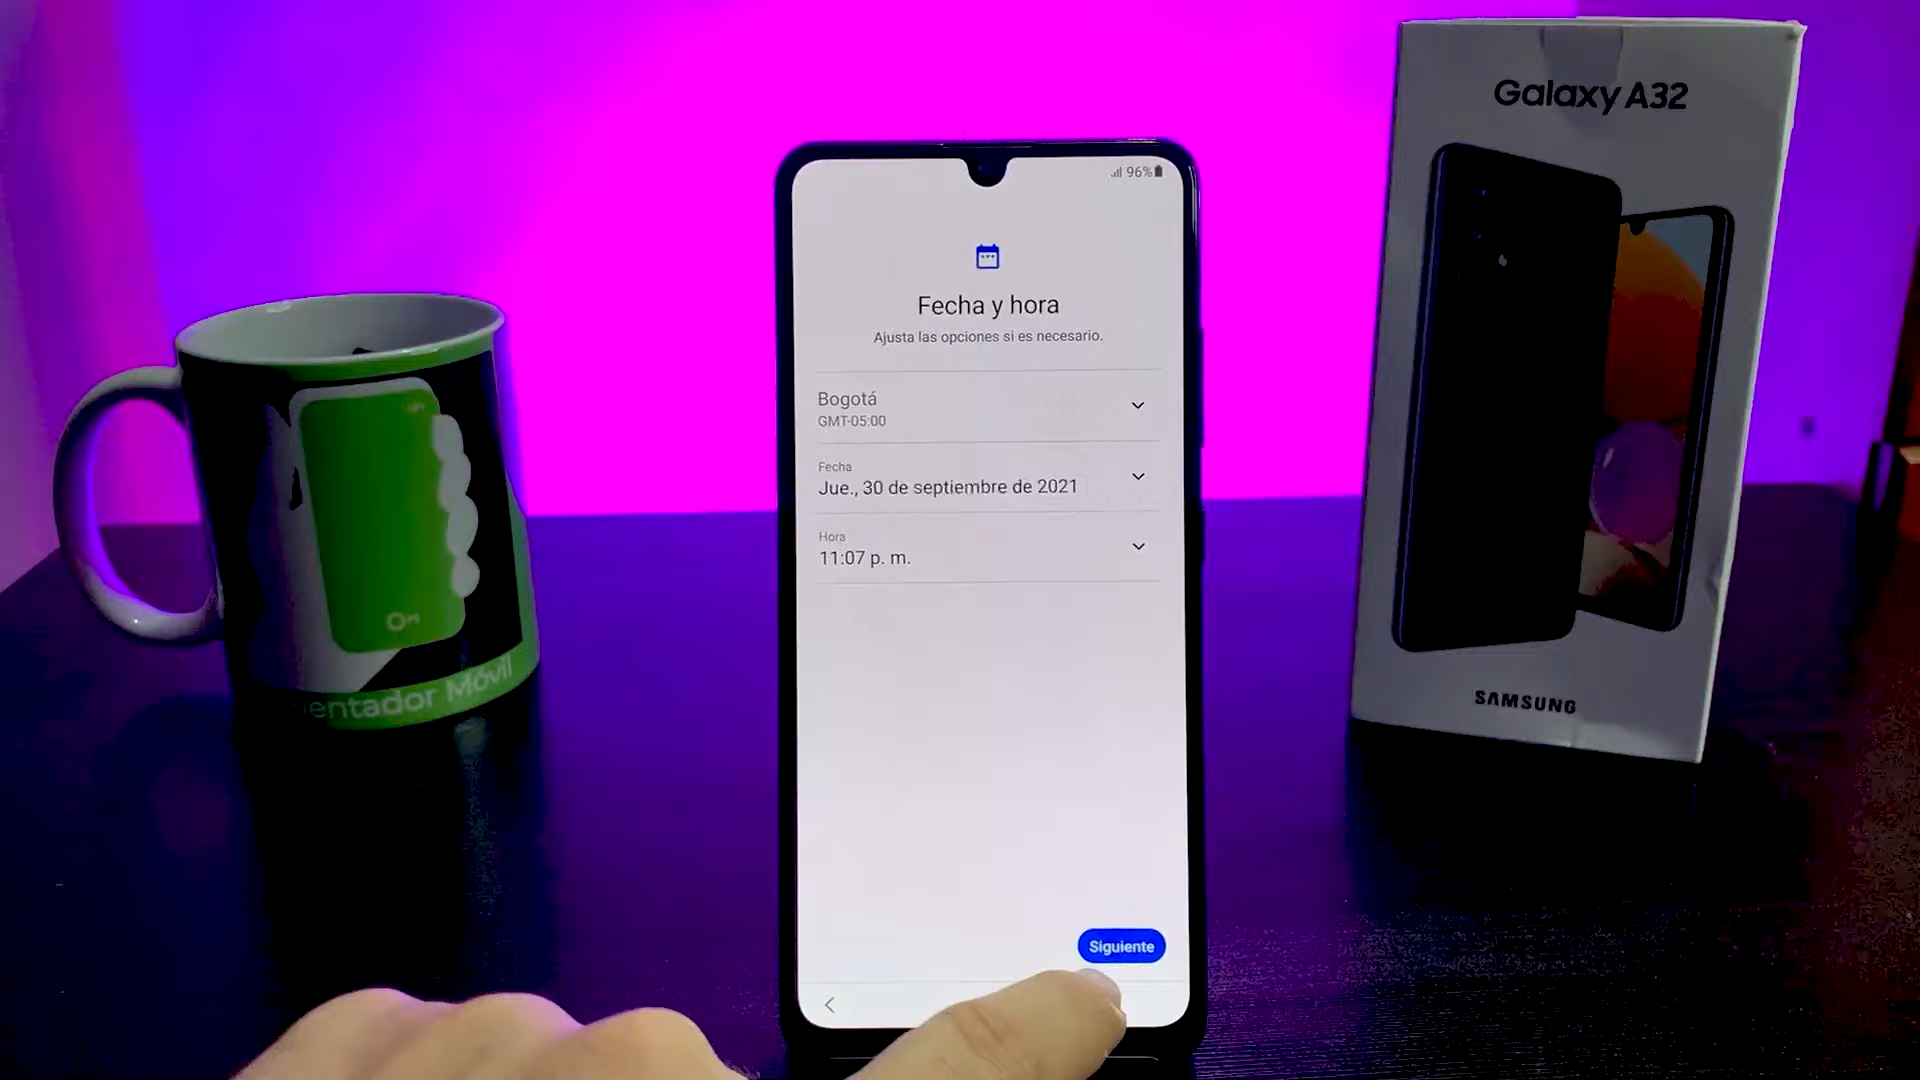 Galaxy A32
96%
Fecha y hora
Ajusta las opciones si es necesario.
Bogotá
GMT-05:00
Fecha
Jue., 30 de septiembre de 2021
Hora
11:07 p. m.
Siguiente
entador Móvil
SAMSUNG